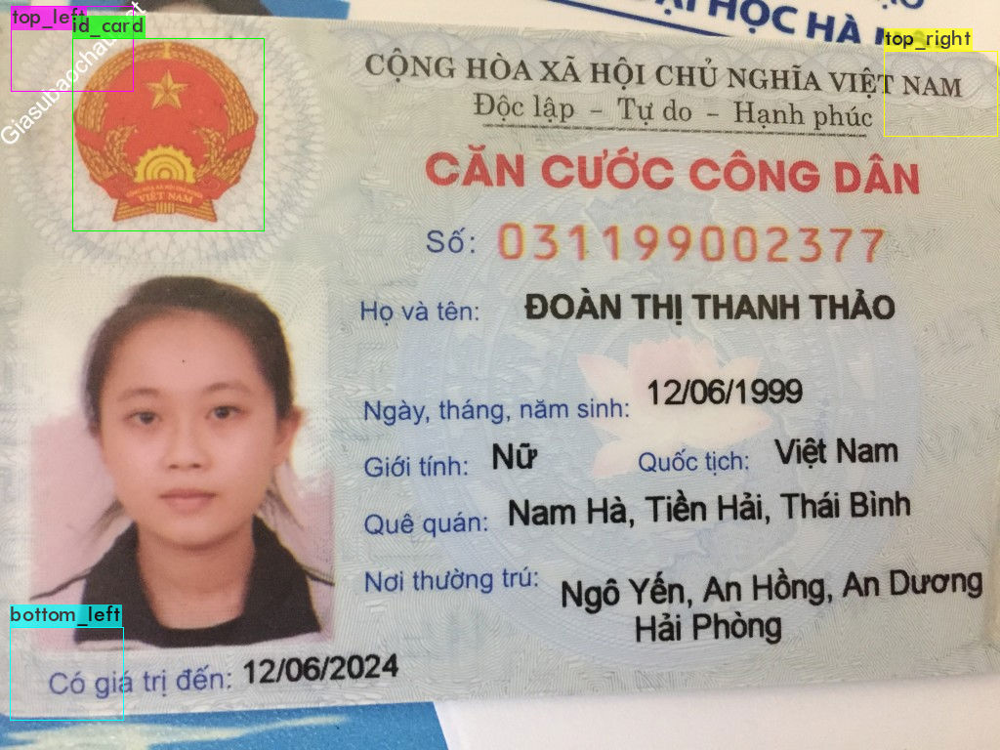 ĐẠI HỌC HÀ
top_left
id_card
top_right
Giasubaochau.net
CỘNG HÒA XÃ HỘI CHỦ NGHĨA VIỆT NAM
Độc lập – Tự do – Hạnh phúc
CĂN CƯỚC CÔNG DÂN
VIỆT NAM
Số: 031199002377
Họ và tên: ĐOÀN THỊ THANH THẢO
Ngày, tháng, năm sinh: 12/06/1999
Giới tính: Nữ Quốc tịch: Việt Nam
Quê quán: Nam Hà, Tiền Hải, Thái Bình
Nơi thường trú: Ngô Yến, An Hồng, An Dương
Hải Phòng
bottom_left
Có giá trị đến: 12/06/2024